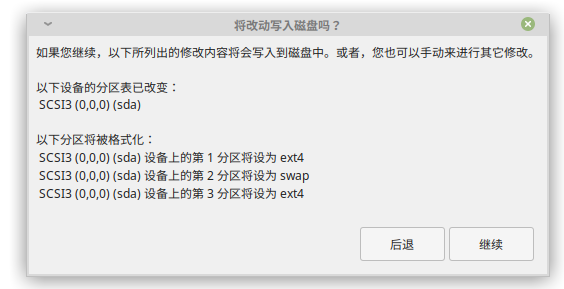 将改动写入磁盘吗？
如果您继续，以下所列出的修改内容将会写入到磁盘中。或者，您也可以手动来进行其它修改。
以下设备的分区表已改变：
SCSI3 (0,0,0) (sda)
以下分区将被格式化：
SCSI3 (0,0,0) (sda) 设备上的第 1 分区将设为 ext4
SCSI3 (0,0,0) (sda) 设备上的第 2 分区将设为 swap
SCSI3 (0,0,0) (sda) 设备上的第 3 分区将设为 ext4
后退 继续